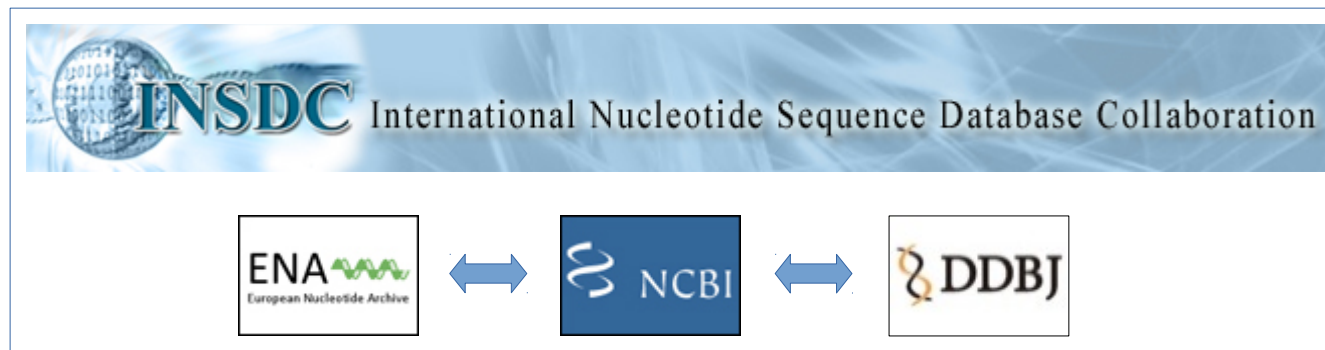 INSDC International Nucleotide Sequence Database Collaboration
ENA
European Nucleotide Archive
NCBI
DDBJ